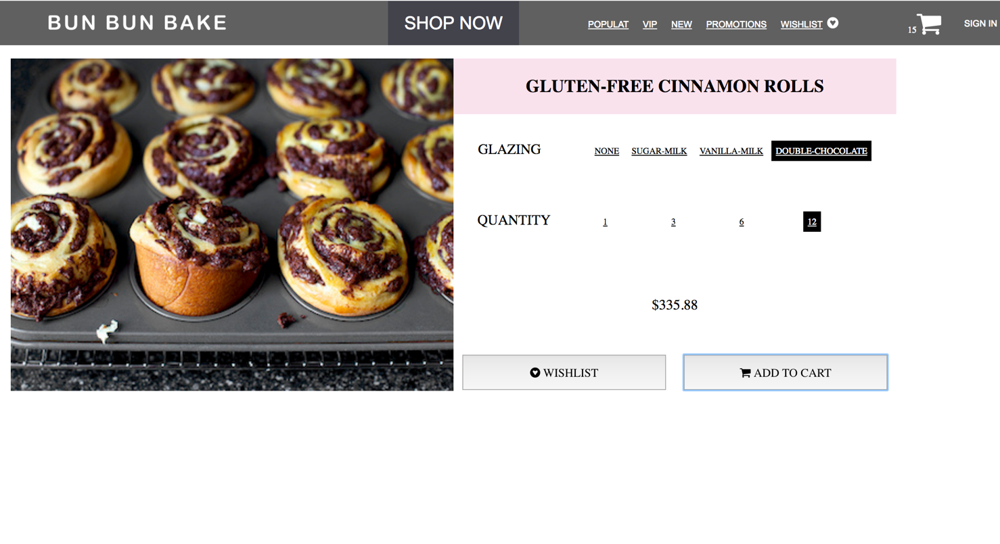 BUN BUN BAKE
SHOP NOW
POPULAT VIP NEW PROMOTIONS WISHLIST
15
SIGN IN
GLUTEN-FREE CINNAMON ROLLS
GLAZING NONE SUGAR-MILK VANILLA-MILK DOUBLE-CHOCOLATE
QUANTITY 1 3 6 12
$335.88
WISHLIST
ADD TO CART